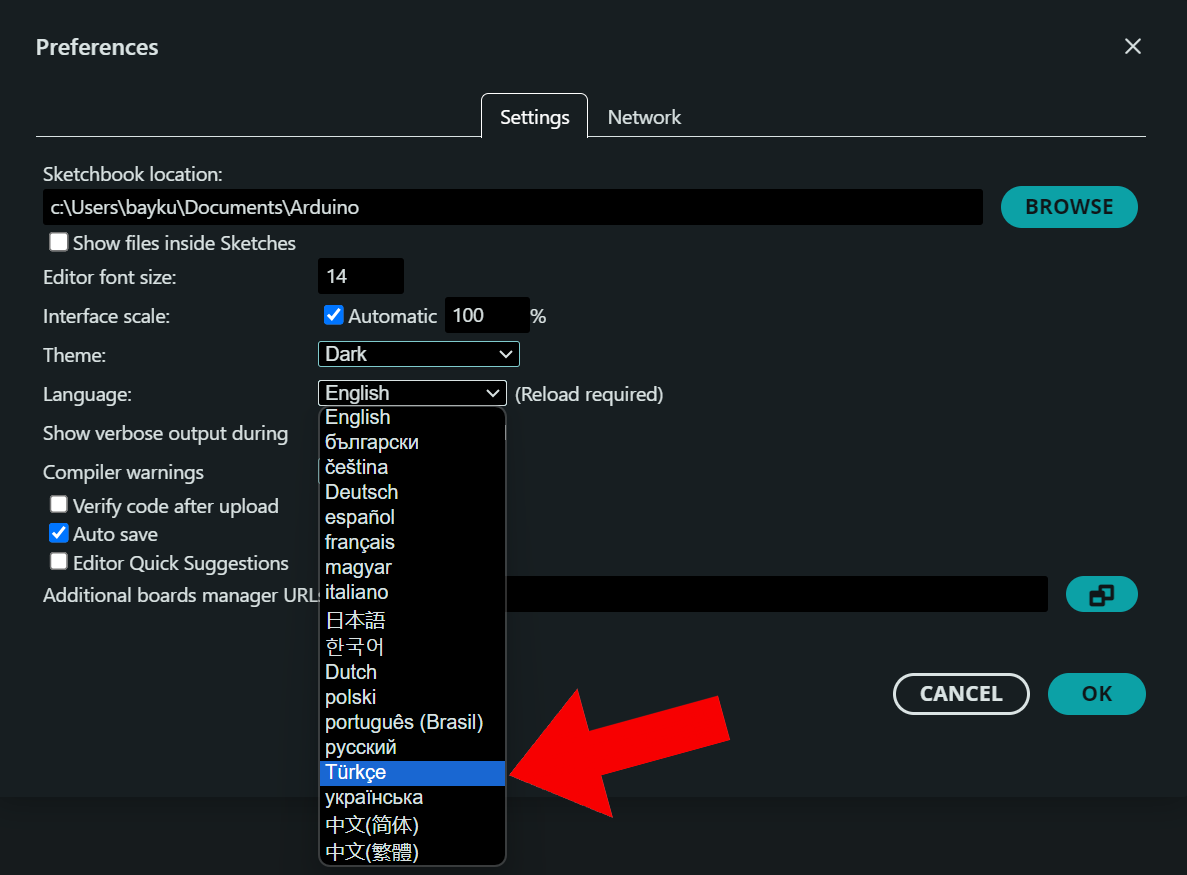 Preferences
Settings Network
Sketchbook location:
c:\Users\bayku\Documents\Arduino BROWSE
Show files inside Sketches
Editor font size: 14
Interface scale: Automatic 100 %
Theme: Dark
Language: English (Reload required)
Show verbose output during
Compiler warnings
Verify code after upload
Auto save
Editor Quick Suggestions
Additional boards manager URL
English
български
čeština
Deutsch
español
français
magyar
italiano
日本語
한국어
Dutch
polski
português (Brasil)
русский
Türkçe
українська
中文(简体)
中文(繁體)
CANCEL OK